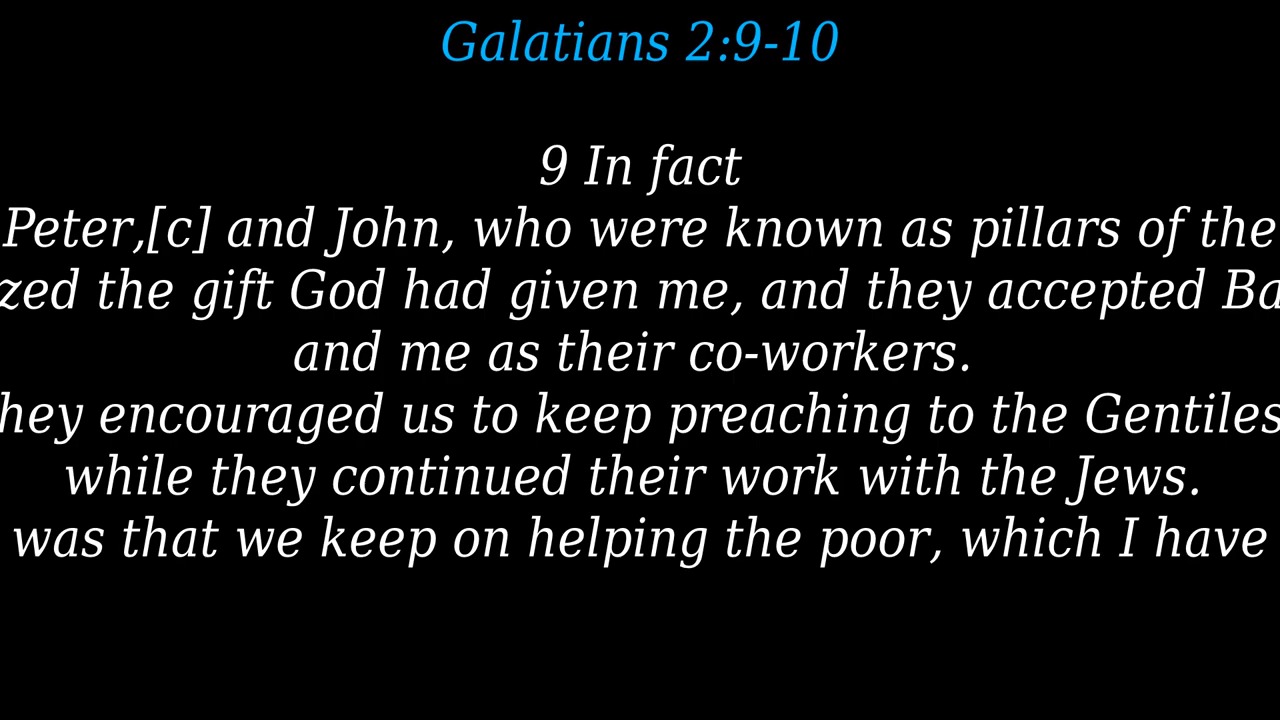 Galatians 2:9-10
9 In fact
Peter,[c] and John, who were known as pillars of the
the gift God had given me, and they accepted
and me as their co-workers.
encouraged us to keep preaching to the Gentiles
while they continued their work with the Jews.
was that we keep on helping the poor, which I have